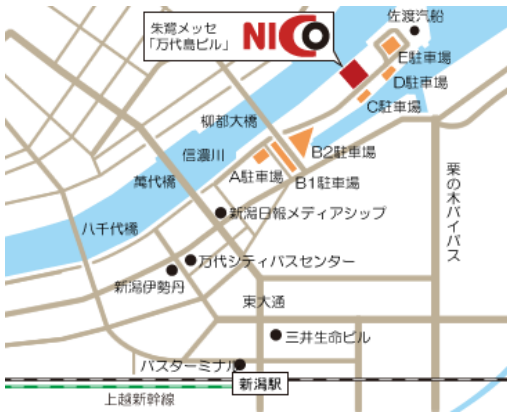 佐渡汽船
朱鷺メッセ
「万代島ビル」
NICO
E駐車場
D駐車場
C駐車場
柳都大橋
信濃川
B2駐車場
A駐車場
B1駐車場
萬代橋
栗の木バイパス
新潟日報メディアシップ
八千代橋
万代シティバスセンター
新潟伊勢丹
東大通
三井生命ビル
バスターミナル
新潟駅
上越新幹線